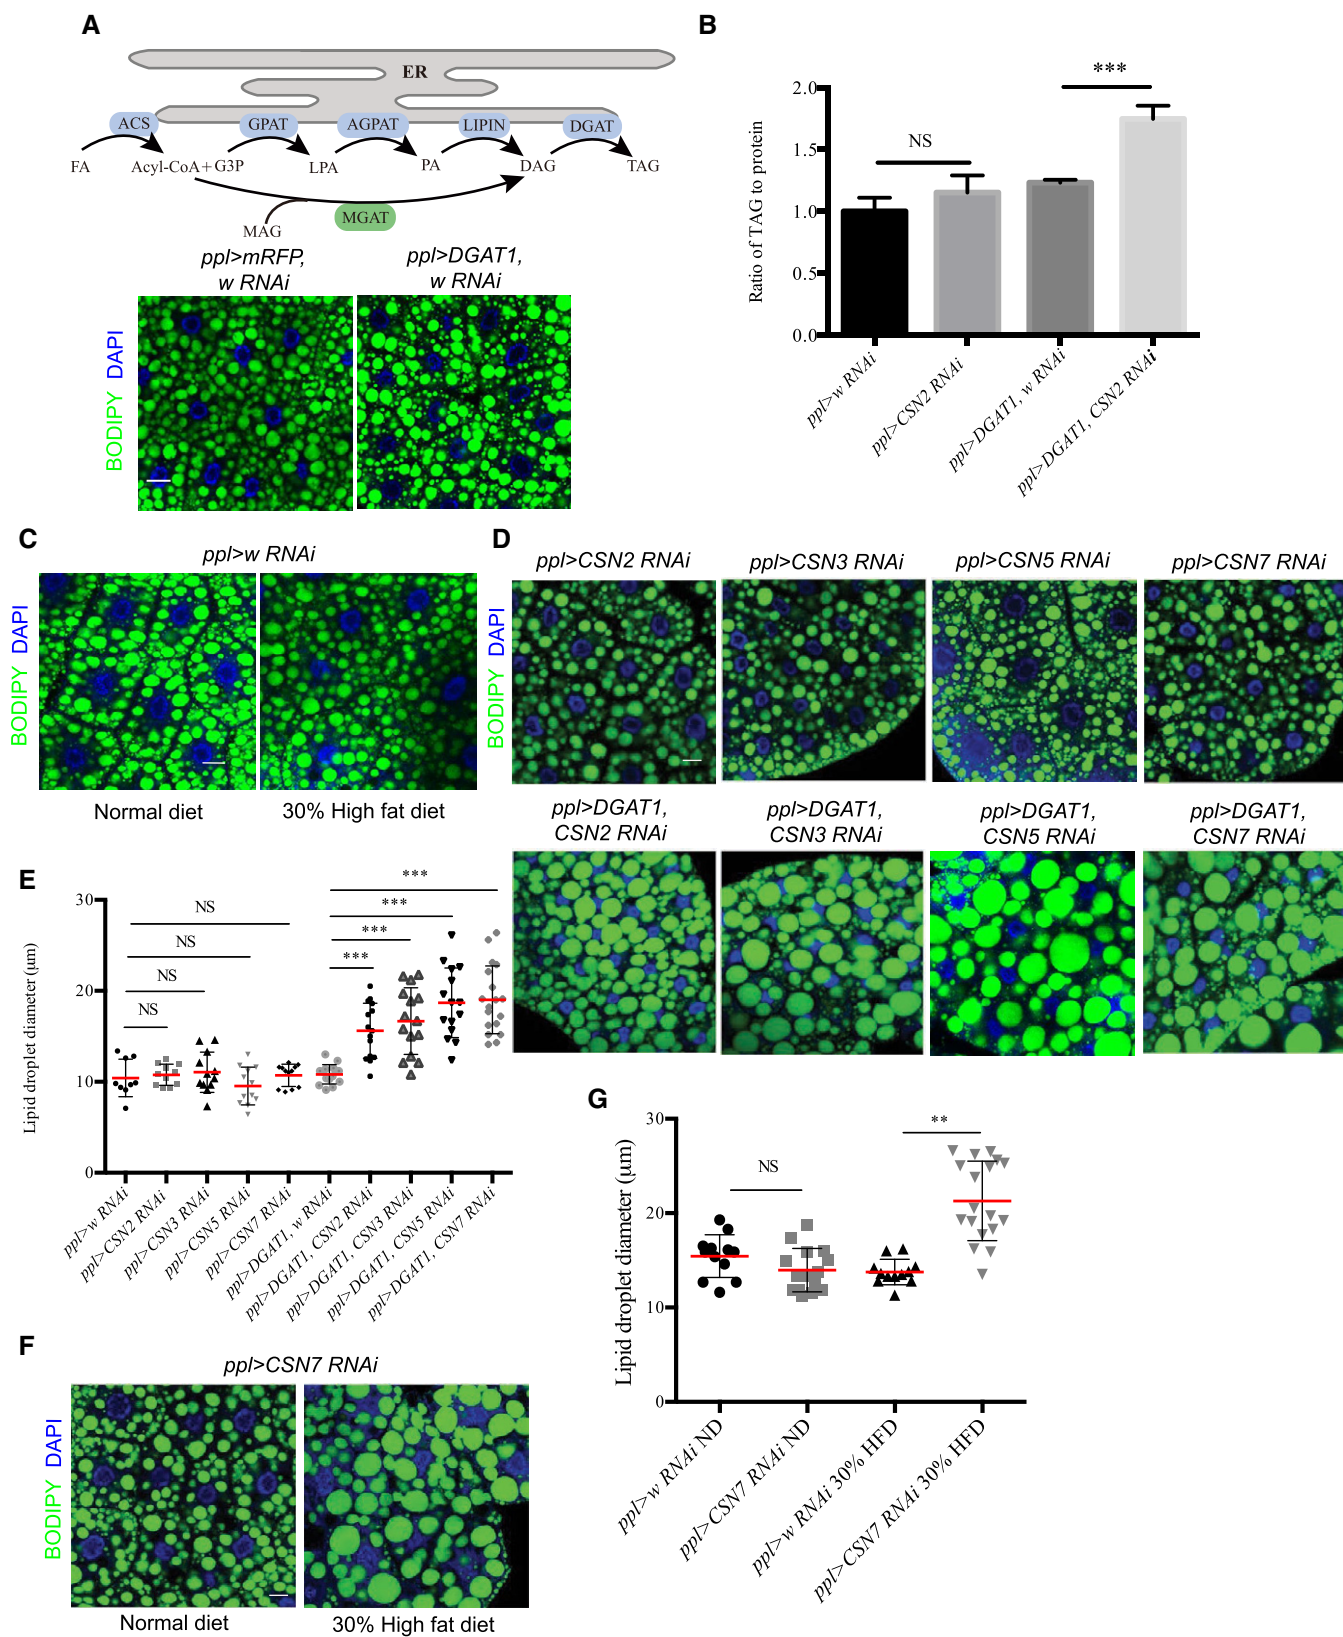 A
ER
ACS
GPAT
AGPAT
LIPIN
DGAT
FA
Acyl-CoA+G3P
LPA
PA
DAG
TAG
MGAT
MAG
ppl>mRFP,
w RNAi
ppl>DGAT1,
w RNAi
BODIPY DAPI
B
Ratio of TAG to protein
2.0
1.5
1.0
0.5
0.0
NS
***
ppl>w RNAi
ppl>CSN2 RNAi
ppl>DGAT1, w RNAi
ppl>DGAT1, CSN2 RNAi
C
ppl>w RNAi
BODIPY DAPI
Normal diet
30% High fat diet
D
ppl>CSN2 RNAi
ppl>CSN3 RNAi
ppl>CSN5 RNAi
ppl>CSN7 RNAi
BODIPY DAPI
ppl>DGAT1,
CSN2 RNAi
ppl>DGAT1,
CSN3 RNAi
ppl>DGAT1,
CSN5 RNAi
ppl>DGAT1,
CSN7 RNAi
E
Lipid droplet diameter (μm)
30
20
10
0
NS
NS
NS
NS
***
***
***
***
ppl>w RNAi
ppl>CSN2 RNAi
ppl>CSN3 RNAi
ppl>CSN5 RNAi
ppl>CSN7 RNAi
ppl>DGAT1, w RNAi
ppl>DGAT1, CSN2 RNAi
ppl>DGAT1, CSN3 RNAi
ppl>DGAT1, CSN5 RNAi
ppl>DGAT1, CSN7 RNAi
F
ppl>CSN7 RNAi
BODIPY DAPI
Normal diet
30% High fat diet
G
Lipid droplet diameter (μm)
30
20
10
0
NS
**
ppl>w RNAi ND
ppl>CSN7 RNAi ND
ppl>w RNAi 30% HFD
ppl>CSN7 RNAi 30% HFD